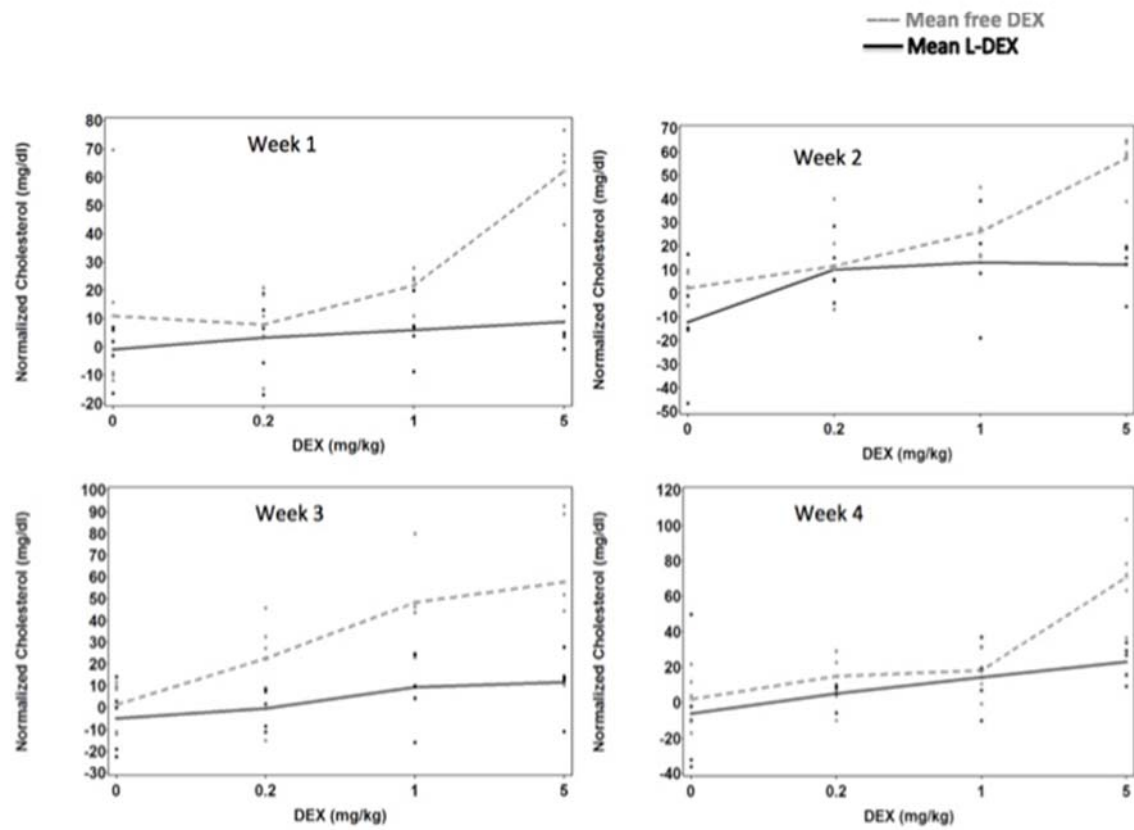 Mean free DEX
Mean L-DEX
Week 1
Normalized Cholesterol (mg/dl)
80
70
60
50
40
30
20
10
0
-10
-20
0 0.2 1 5
DEX (mg/kg)
Week 2
Normalized Cholesterol (mg/dl)
70
60
50
40
30
20
10
0
-10
-20
-30
-40
-50
0 0.2 1 5
DEX (mg/kg)
Week 3
Normalized Cholesterol (mg/dl)
100
90
80
70
60
50
40
30
20
10
0
-10
-20
-30
0 0.2 1 5
DEX (mg/kg)
Week 4
Normalized Cholesterol (mg/dl)
120
100
80
60
40
20
0
-20
-40
0 0.2 1 5
DEX (mg/kg)